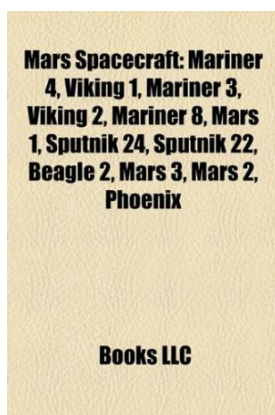 Mars Spacecraft: Mariner
4, Viking 1, Mariner 3,
Viking 2, Mariner 8, Mars
1, Sputnik 24, Sputnik 22,
Beagle 2, Mars 3, Mars 2,
Phoenix
Books LLC